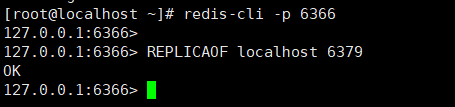 [root@localhost ~]# redis-cli -p 6366
127.0.0.1:6366>
127.0.0.1:6366> REPLICAOF localhost 6379
OK
127.0.0.1:6366>